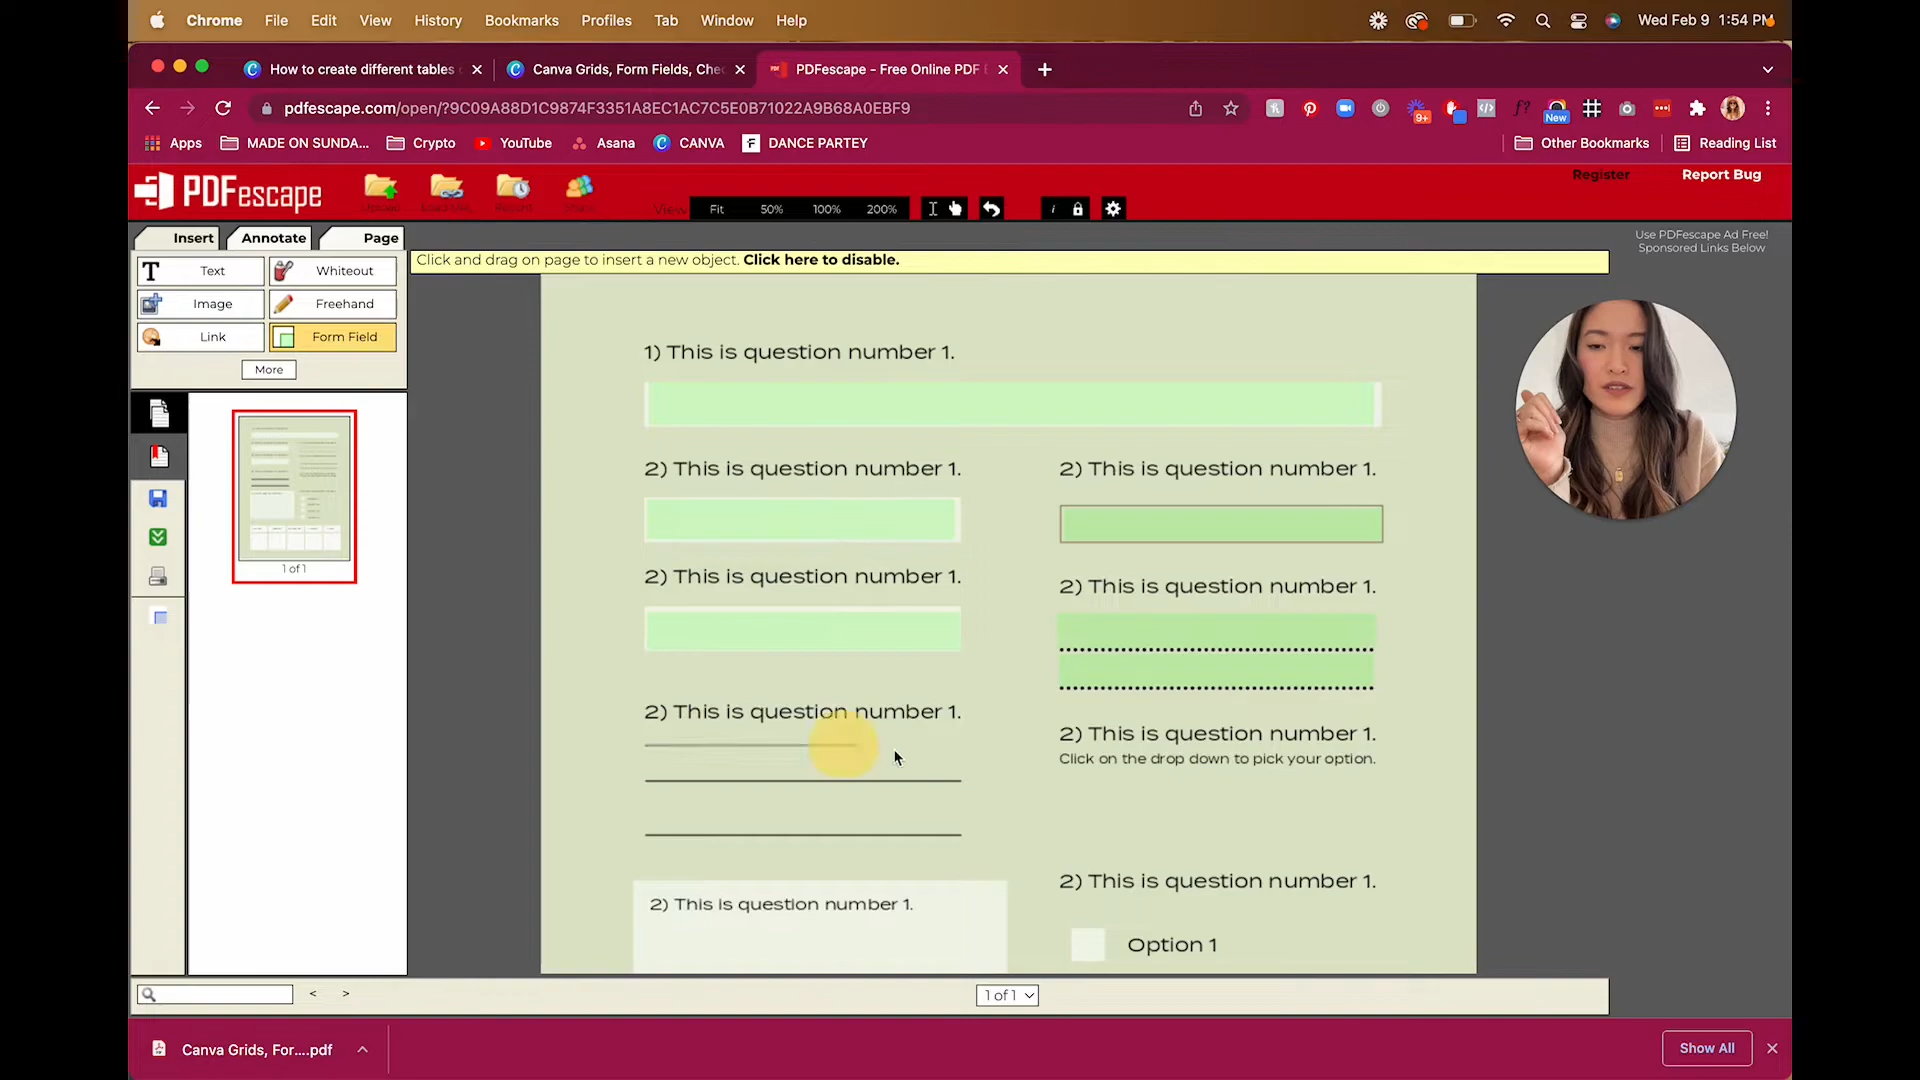 Chrome File Edit View History Bookmarks Profiles Tab Window Help
Wed Feb 9 1:54 PM
How to create different tables
Canva Grids, Form Fields, Che
PDFescape - Free Online PDF E
pdfescape.com/open/?9C09A88D1C9874F3351A8EC1AC7C5E0B71022A9B68A0EBF9
9+
New
Apps MADE ON SUNDA... Crypto YouTube Asana CANVA DANCE PARTEY
Other Bookmarks Reading List
PDFescape
View Fit 50% 100% 200%
Register Report Bug
Insert Annotate Page
Text Whiteout
Image Freehand
Link Form Field
More
Click and drag on page to insert a new object. Click here to disable.
Use PDFescape Ad Free!
Sponsored Links Below
1 of 1
1) This is question number 1.
2) This is question number 1.
2) This is question number 1.
2) This is question number 1.
2) This is question number 1.
2) This is question number 1.
2) This is question number 1.
Click on the drop down to pick your option.
2) This is question number 1.
2) This is question number 1.
Option 1
< >
1 of 1
Canva Grids, For....pdf
Show All